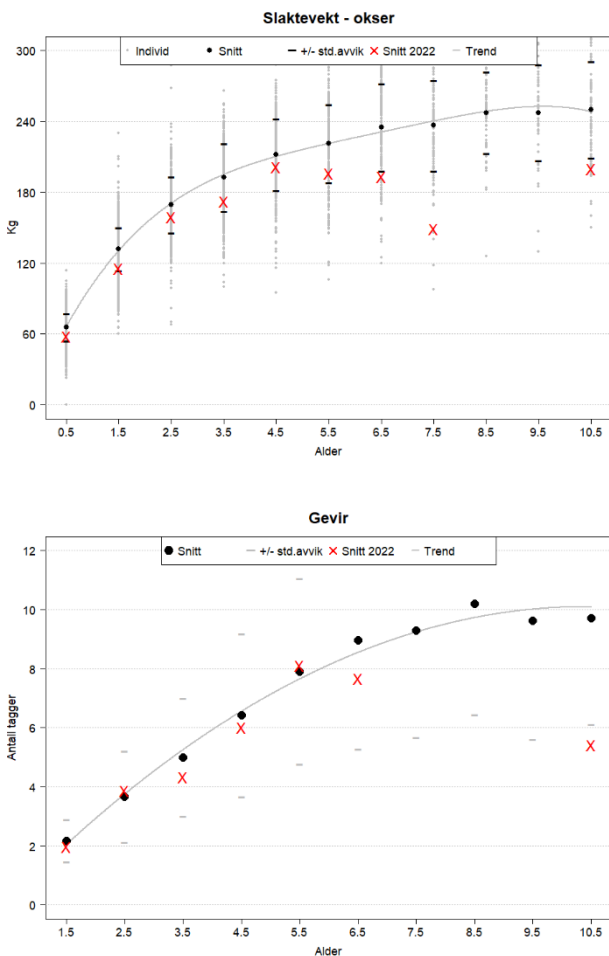 Slaktevekt - okser
Individ Snitt +/- std.avvik Snitt 2022 Trend
300
240
180
120
60
0
Kg
0.5 1.5 2.5 3.5 4.5 5.5 6.5 7.5 8.5 9.5 10.5
Alder
Gevir
Snitt +/- std.avvik Snitt 2022 Trend
12
10
8
6
4
2
0
Antall tagger
1.5 2.5 3.5 4.5 5.5 6.5 7.5 8.5 9.5 10.5
Alder